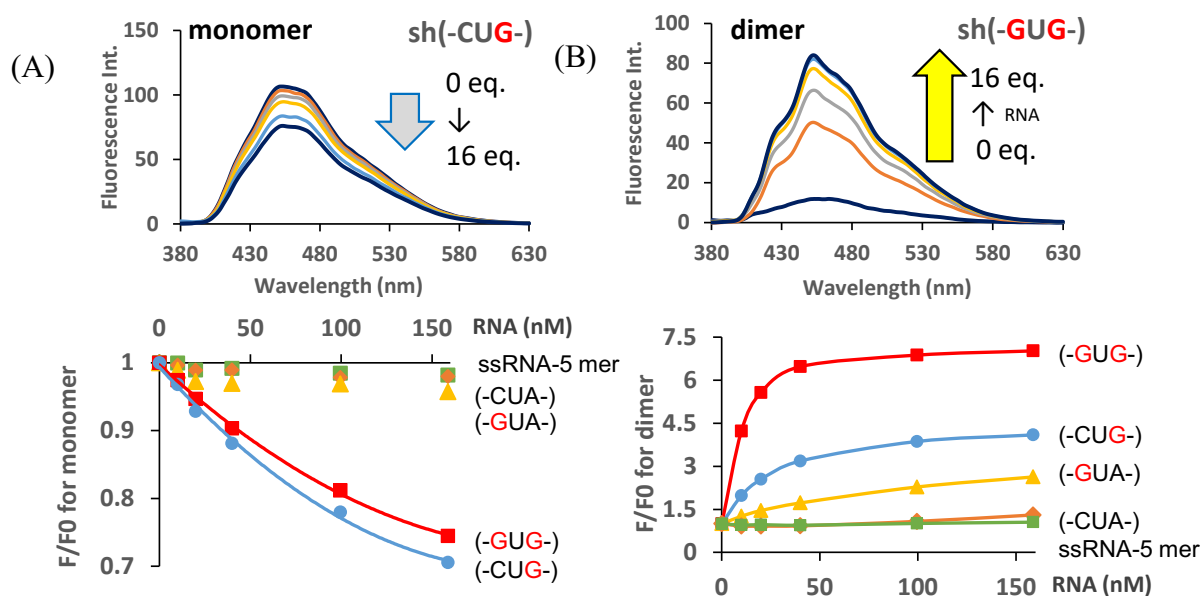 (A)
monomer
sh(-CUG-)
0 eq.
↓
16 eq.
Fluorescence Int.
150
100
50
0
380 430 480 530 580 630
Wavelength (nm)
(B)
dimer
sh(-GUG-)
16 eq.
↑ RNA
0 eq.
Fluorescence Int.
100
80
60
40
20
0
380 430 480 530 580 630
Wavelength (nm)
0 50 100 150 RNA (nM)
F/F0 for monomer
1
0.9
0.8
0.7
ssRNA-5 mer
(-CUA-)
(-GUA-)
(-GUG-)
(-CUG-)
F/F0 for dimer
7.5
6
4.5
3
1.5
0
(-GUG-)
(-CUG-)
(-GUA-)
(-CUA-)
ssRNA-5 mer
0 50 100 150 RNA (nM)